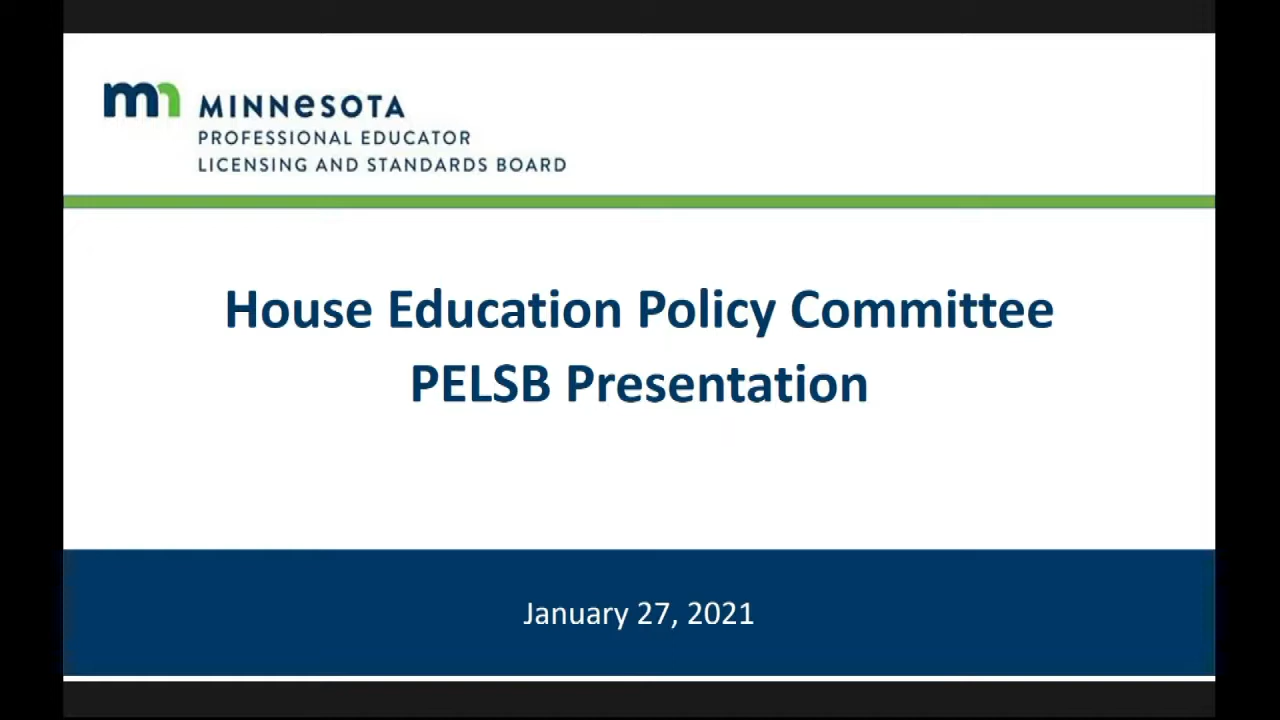 mn MINNESOTA
PROFESSIONAL EDUCATOR
LICENSING AND STANDARDS BOARD
House Education Policy Committee
PELSB Presentation
January 27, 2021